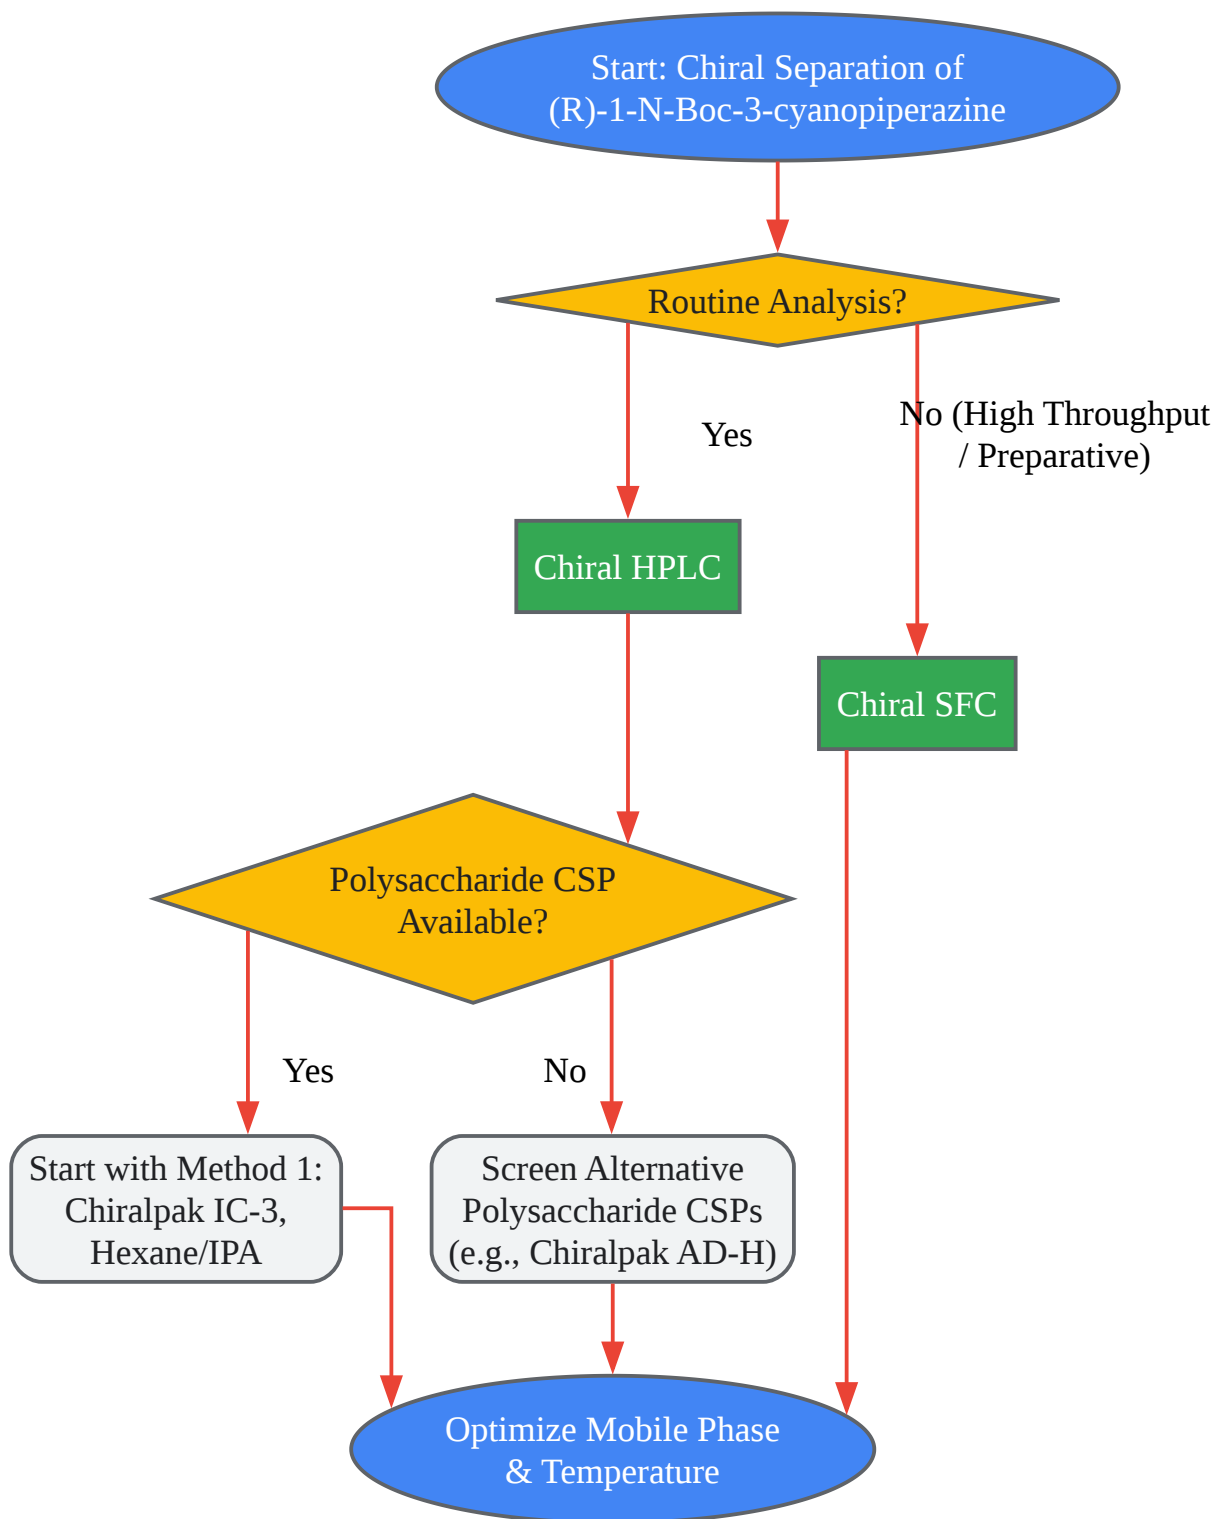 Start: Chiral Separation of
(R)-1-N-Boc-3-cyanopiperazine
Routine Analysis?
Yes
No (High Throughput
/ Preparative)
Chiral HPLC
Chiral SFC
Polysaccharide CSP
Available?
Yes
No
Start with Method 1:
Chiralpak IC-3,
Hexane/IPA
Screen Alternative
Polysaccharide CSPs
(e.g., Chiralpak AD-H)
Optimize Mobile Phase
& Temperature